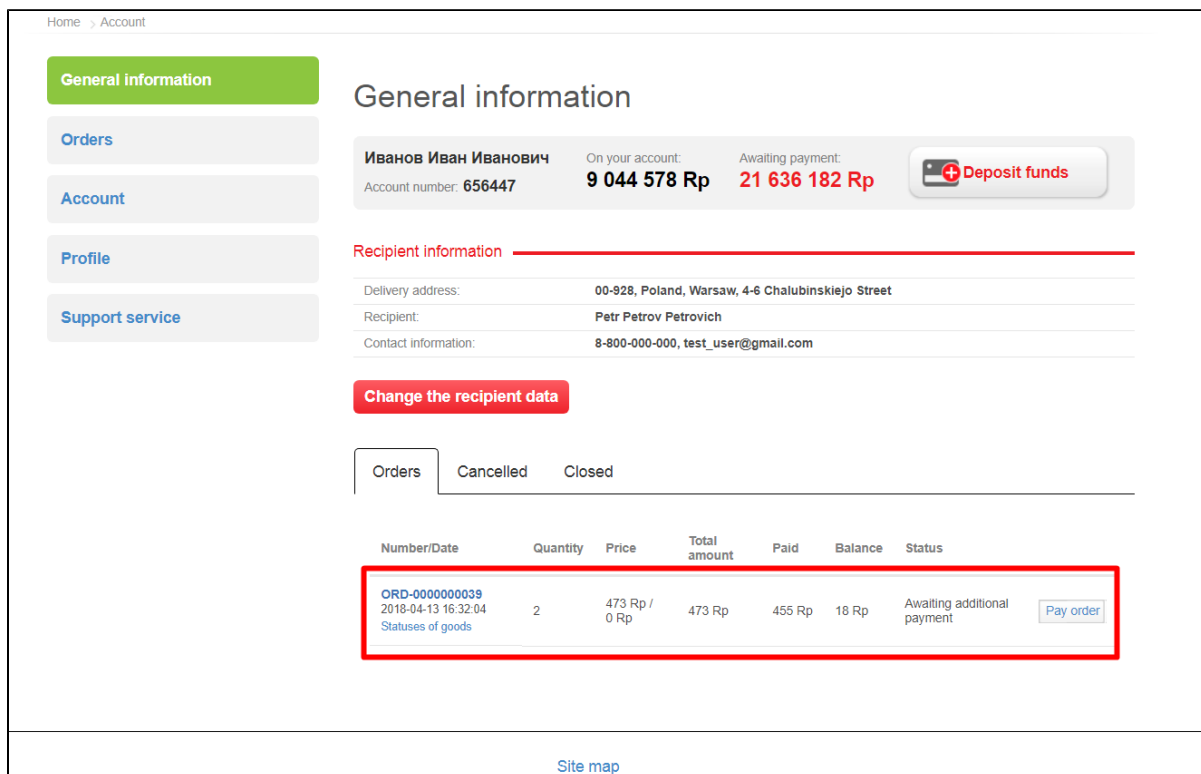 Home > Account
General information
Orders
Account
Profile
Support service
General information
Иванов Иван Иванович
Account number: 656447
On your account:
9 044 578 Rp
Awaiting payment:
21 636 182 Rp
Deposit funds
Recipient information
Delivery address: 00-928, Poland, Warsaw, 4-6 Chalubinskiejo Street
Recipient: Petr Petrov Petrovich
Contact information: 8-800-000-000, test_user@gmail.com
Change the recipient data
Orders Cancelled Closed
Number/Date Quantity Price Total amount Paid Balance Status
ORD-0000000039
2018-04-13 16:32:04
Statuses of goods
2
473 Rp /
0 Rp
473 Rp
455 Rp
18 Rp
Awaiting additional
payment
Pay order
Site map